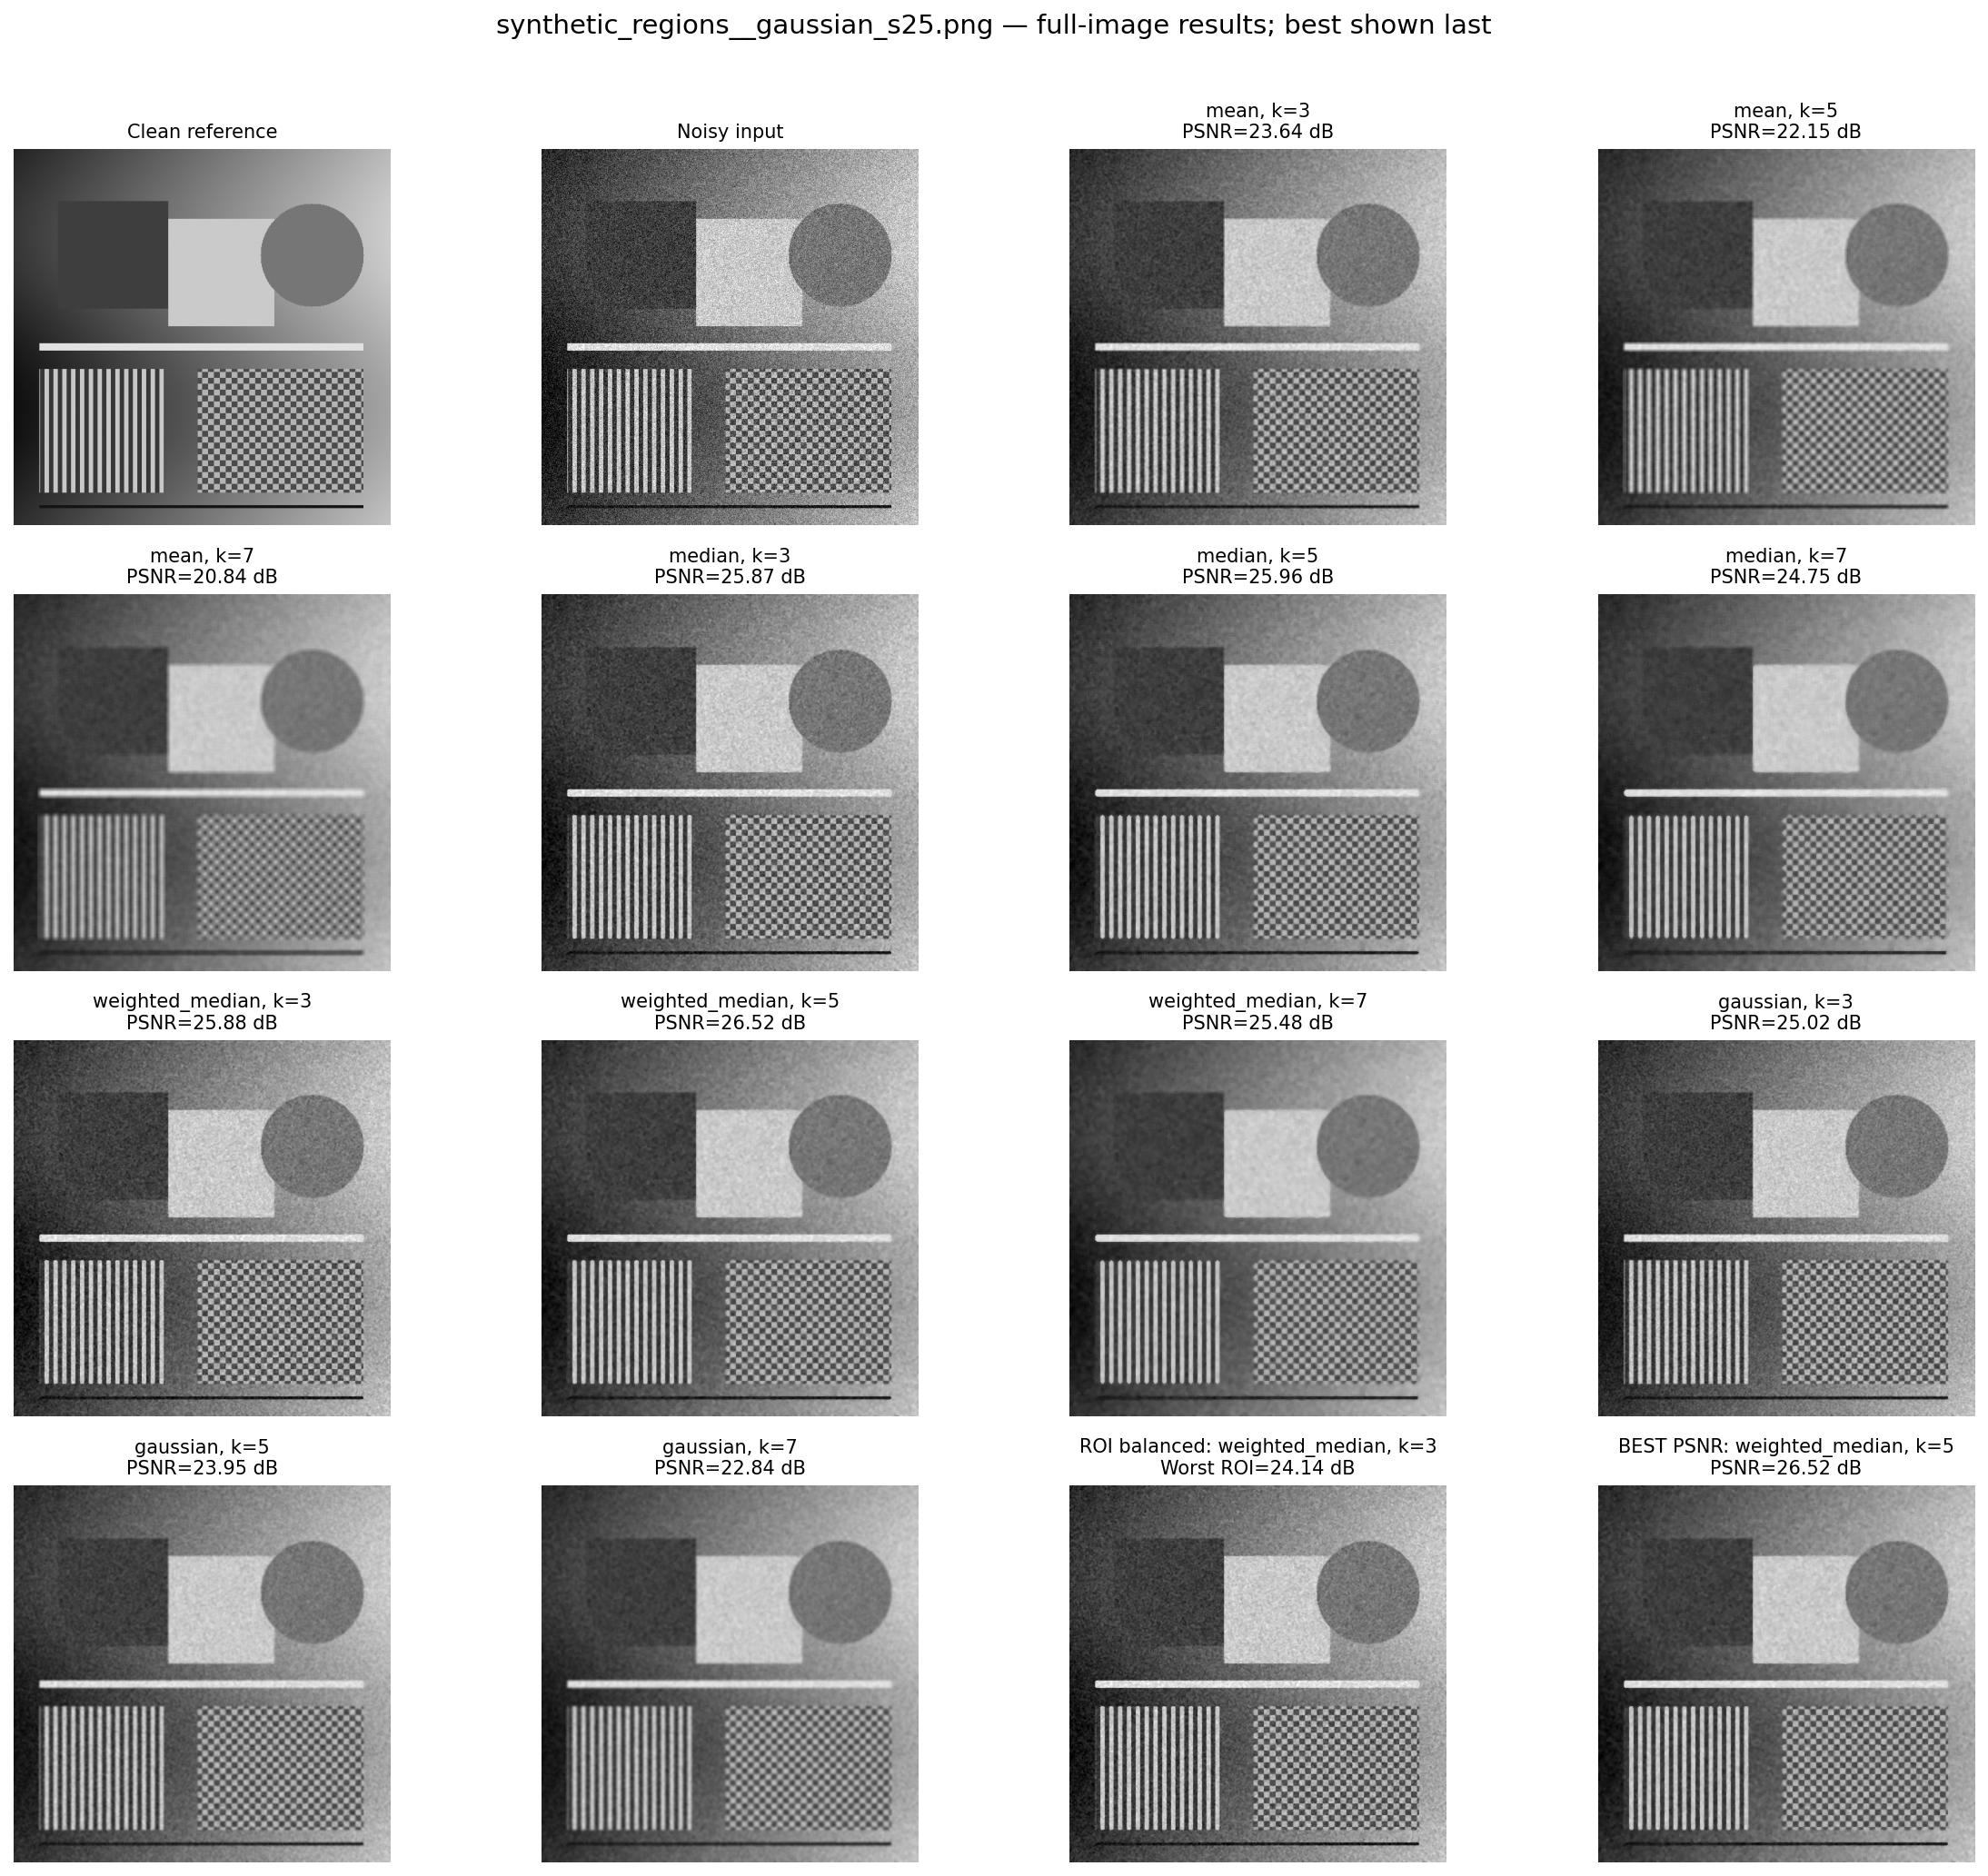 synthetic_regions__gaussian_s25.png — full-image results; best shown last
Clean reference
Noisy input
mean, k=3
PSNR=23.64 dB
mean, k=5
PSNR=22.15 dB
mean, k=7
PSNR=20.84 dB
median, k=3
PSNR=25.87 dB
median, k=5
PSNR=25.96 dB
median, k=7
PSNR=24.75 dB
weighted_median, k=3
PSNR=25.88 dB
weighted_median, k=5
PSNR=26.52 dB
weighted_median, k=7
PSNR=25.48 dB
gaussian, k=3
PSNR=25.02 dB
gaussian, k=5
PSNR=23.95 dB
gaussian, k=7
PSNR=22.84 dB
ROI balanced: weighted_median, k=3
Worst ROI=24.14 dB
BEST PSNR: weighted_median, k=5
PSNR=26.52 dB